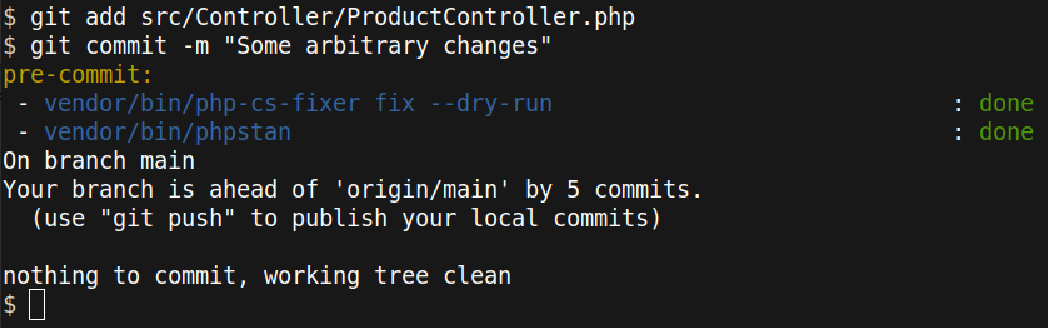 $ git add src/Controller/ProductController.php
$ git commit -m "Some arbitrary changes"
pre-commit:
 - vendor/bin/php-cs-fixer fix --dry-run : done
 - vendor/bin/phpstan : done
On branch main
Your branch is ahead of 'origin/main' by 5 commits.
  (use "git push" to publish your local commits)

nothing to commit, working tree clean
$